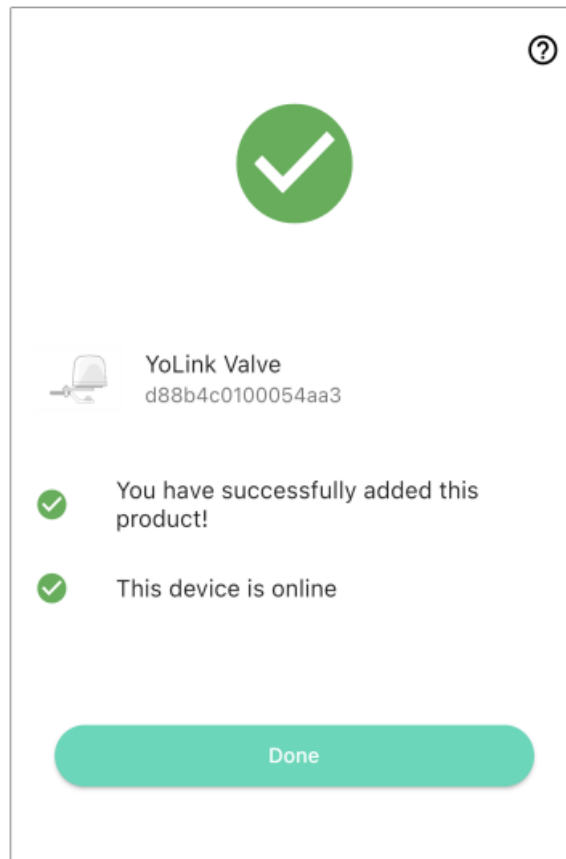 YoLink Valve
d88b4c0100054aa3
You have successfully added this
product!
This device is online
Done